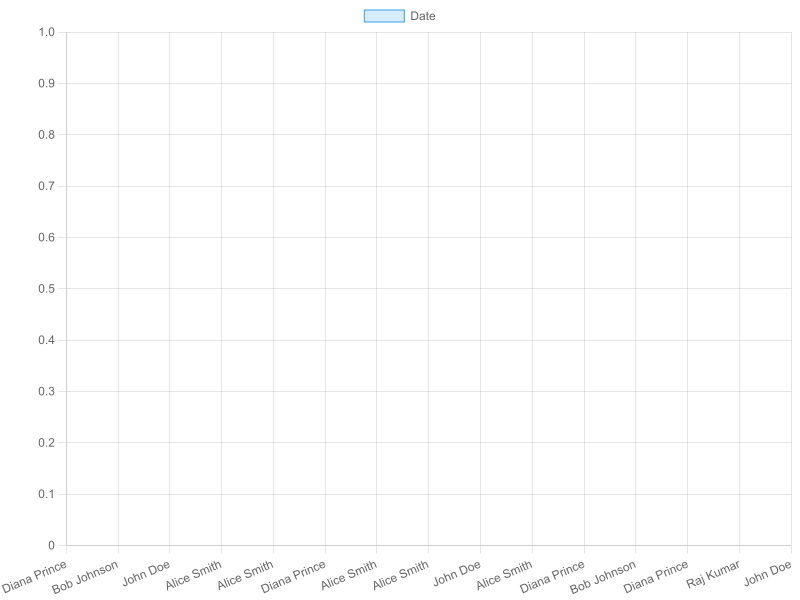 Date
1.0
0.9
0.8
0.7
0.6
0.5
0.4
0.3
0.2
0.1
0
Diana Prince
Bob Johnson
John Doe
Alice Smith
Alice Smith
Diana Prince
Alice Smith
Alice Smith
John Doe
Alice Smith
Diana Prince
Bob Johnson
Diana Prince
Raj Kumar
John Doe